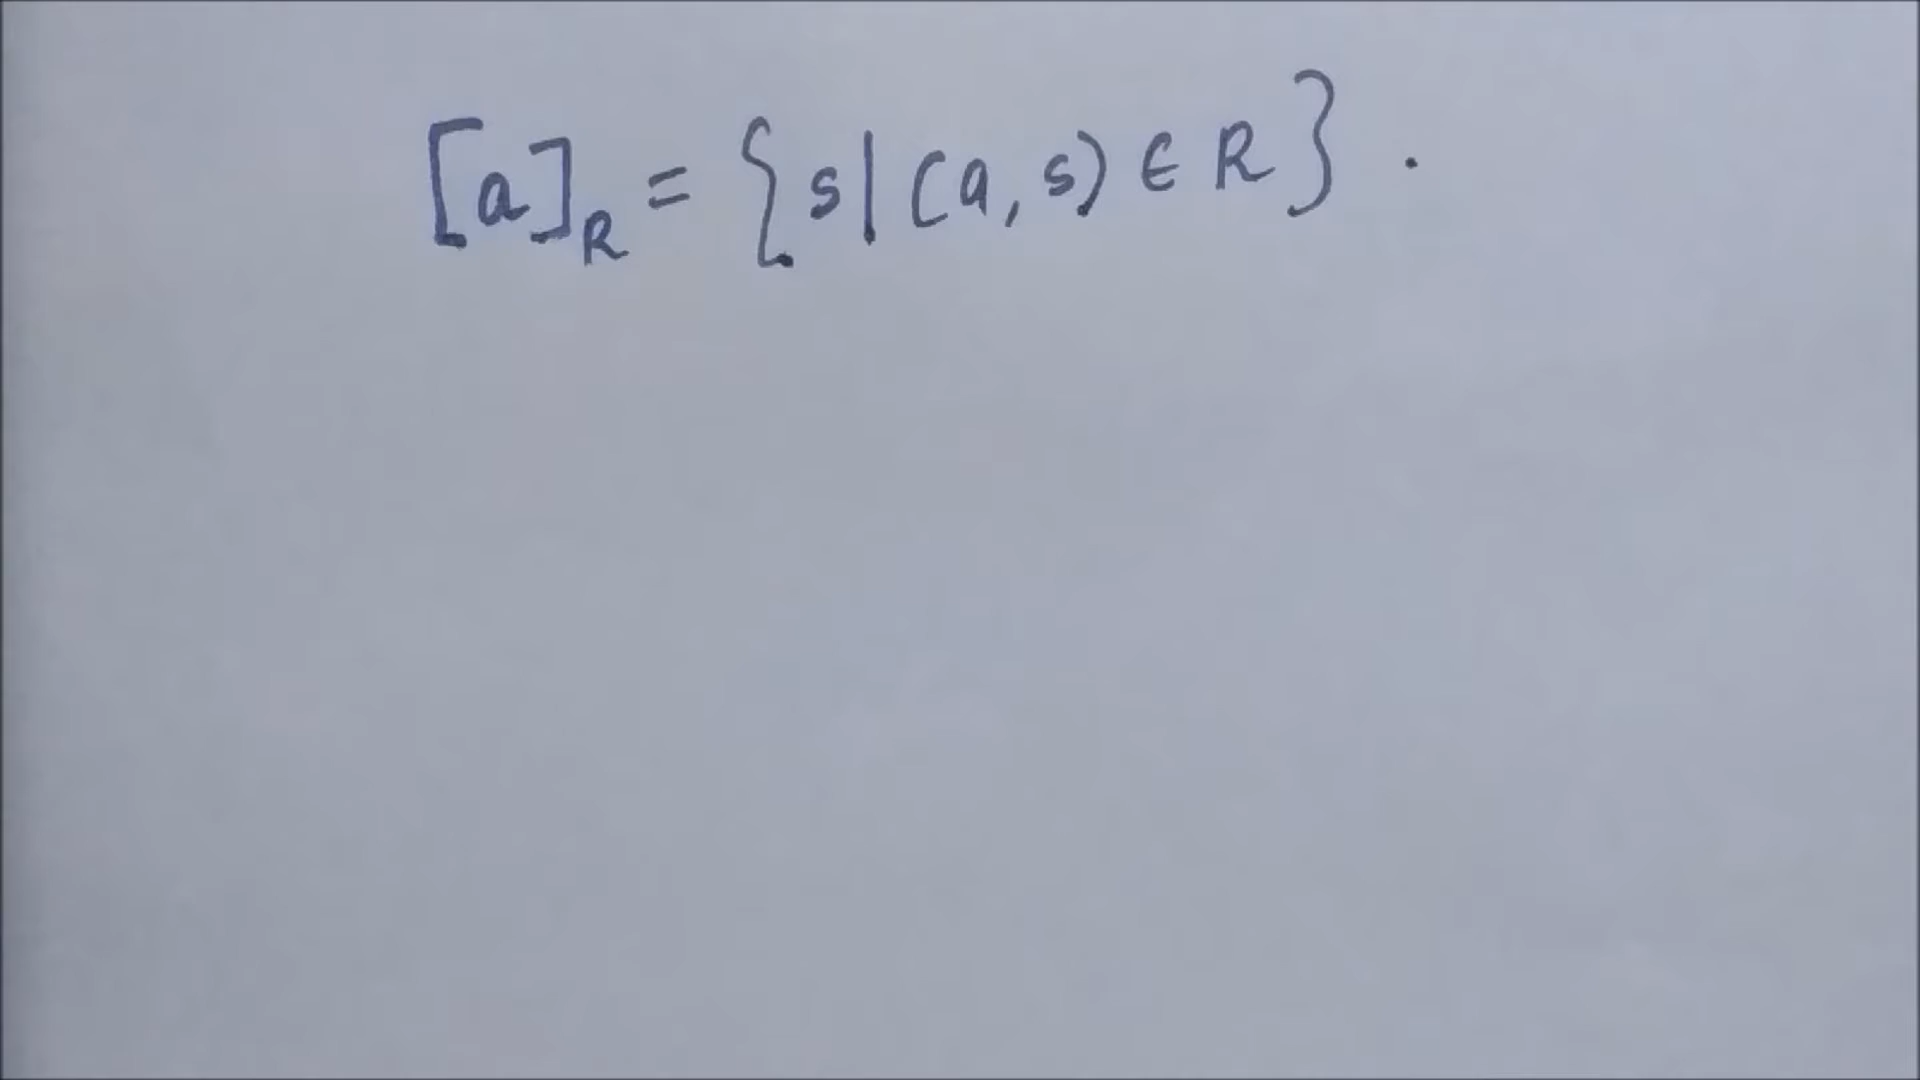 [a]_R = {s | (a, s) ∈ R}.